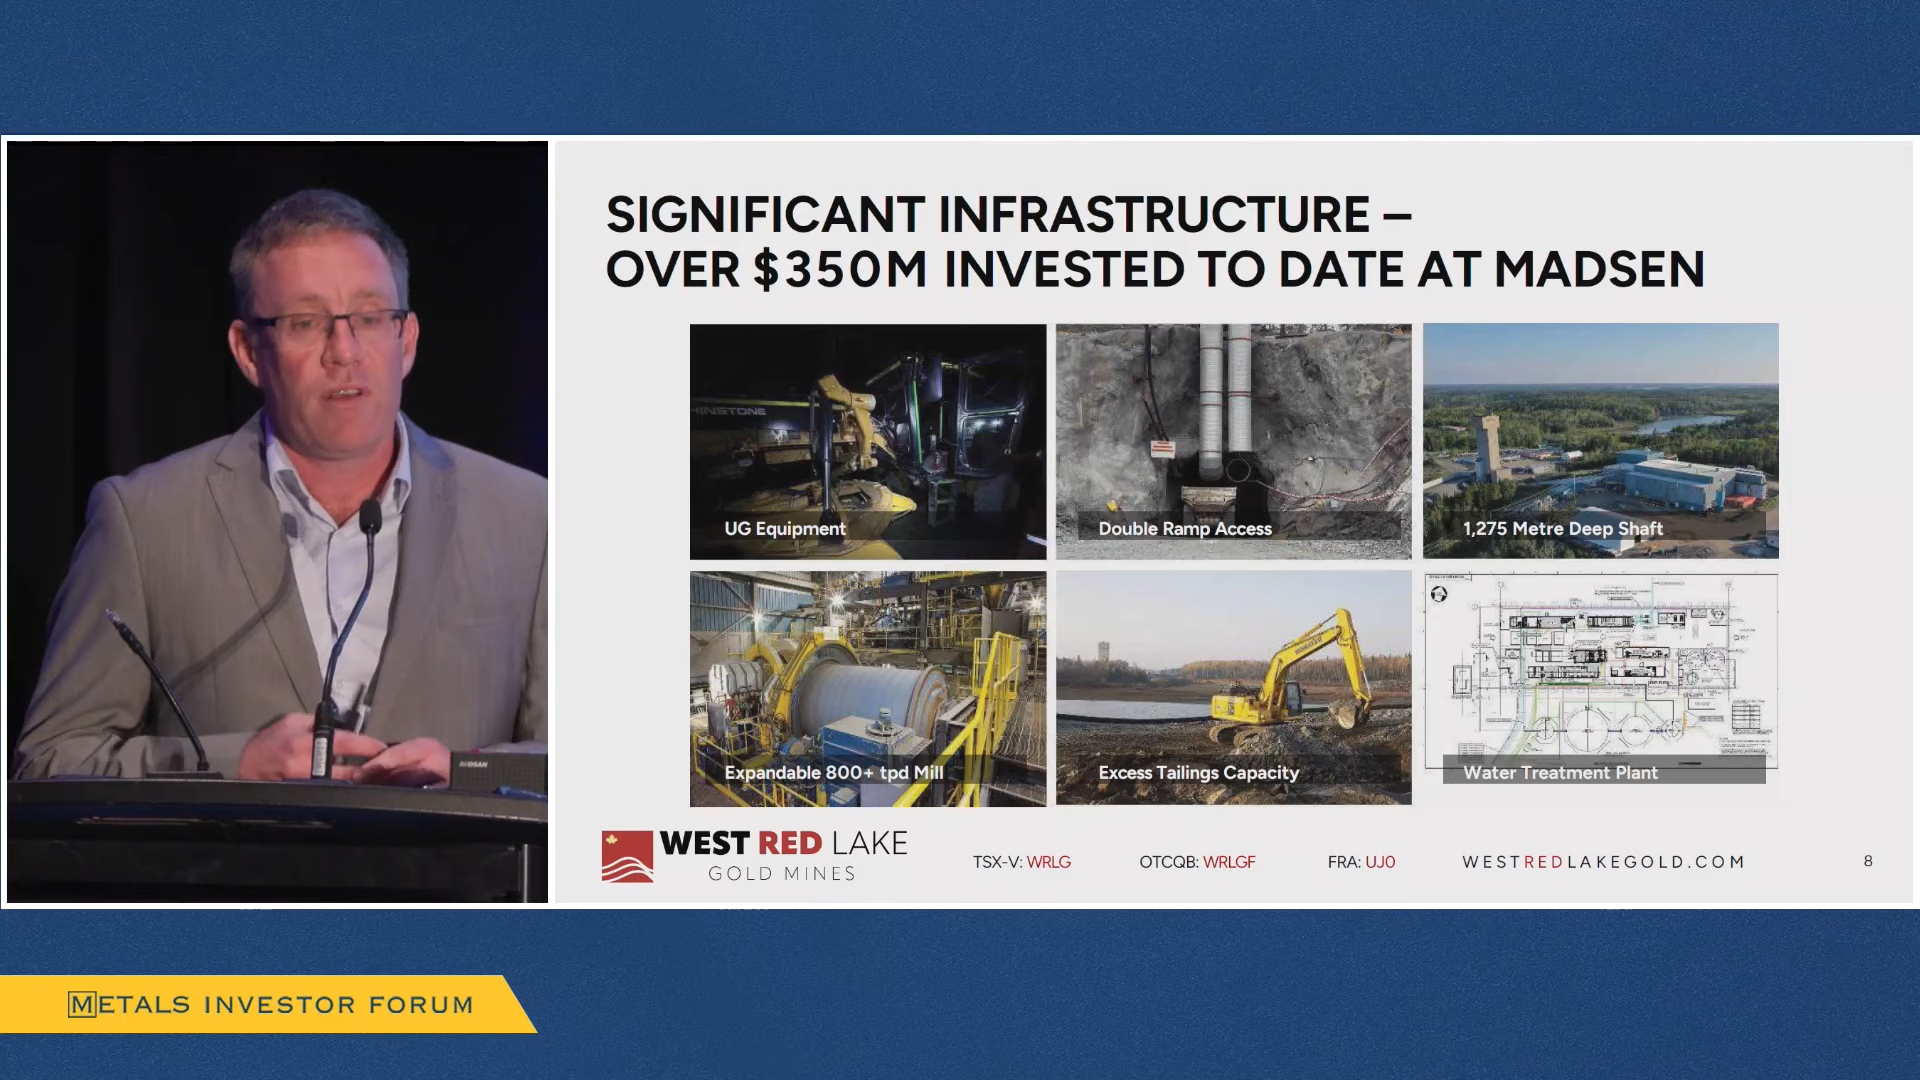 SIGNIFICANT INFRASTRUCTURE –
OVER $350M INVESTED TO DATE AT MADSEN
UG Equipment
Double Ramp Access
1,275 Metre Deep Shaft
Expandable 800+ tpd Mill
Excess Tailings Capacity
Water Treatment Plant
WEST RED LAKE
GOLD MINES
TSX-V: WRLG
OTCQB: WRLGF
FRA: UJ0
WESTREDLAKEGOLD.COM
8
METALS INVESTOR FORUM